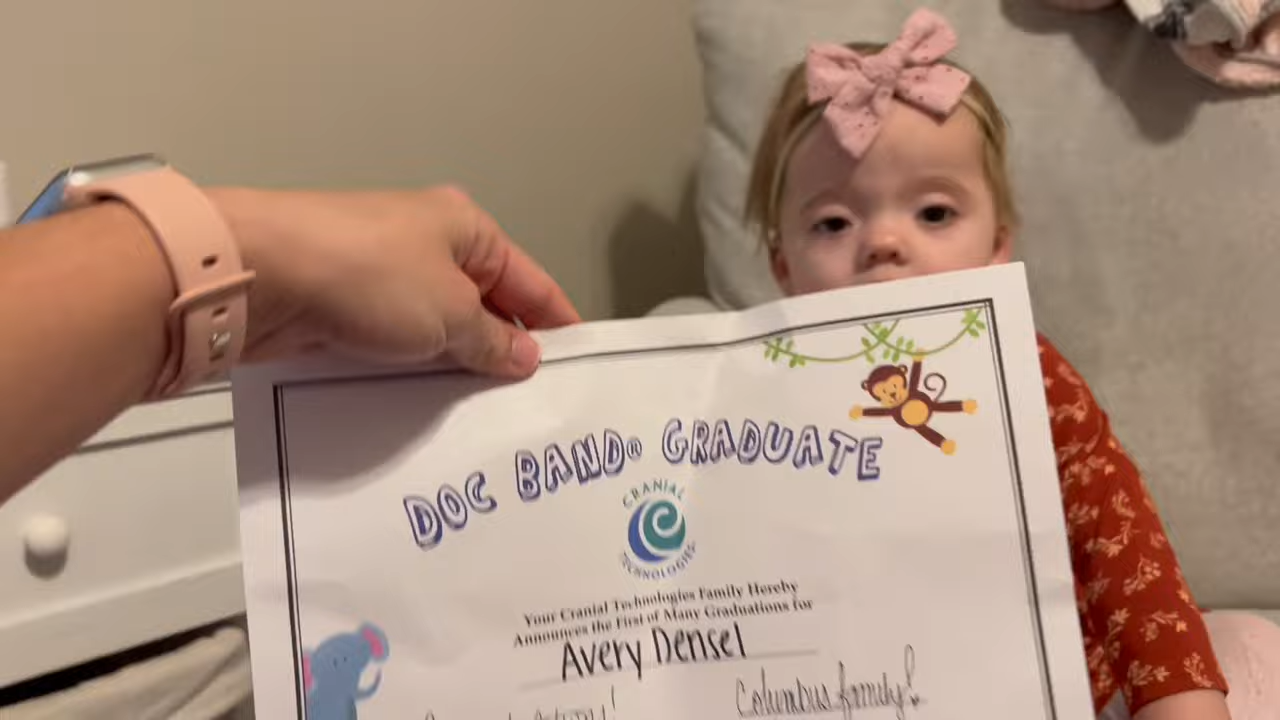 DOC BAND® GRADUATE
CRANIAL
TECHNOLOGIES
Your Cranial Technologies Family Hereby
Announces the First of Many Graduations for
Avery Densel
Columbus family!